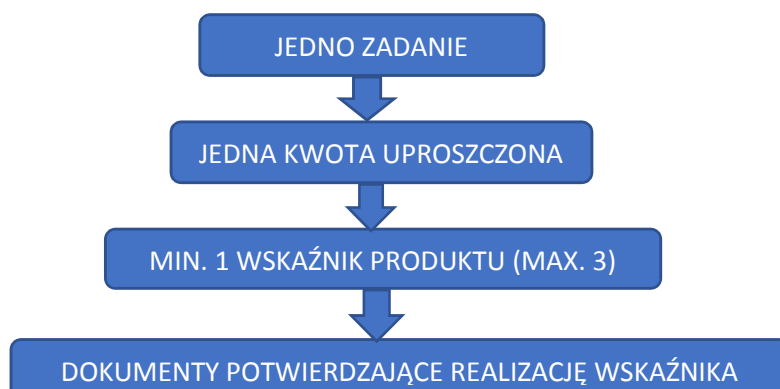 JEDNO ZADANIE
JEDNA KWOTA UPROSZCZONA
MIN. 1 WSKAŹNIK PRODUKTU (MAX. 3)
DOKUMENTY POTWIERDZAJĄCE REALIZACJĘ WSKAŹNIKA